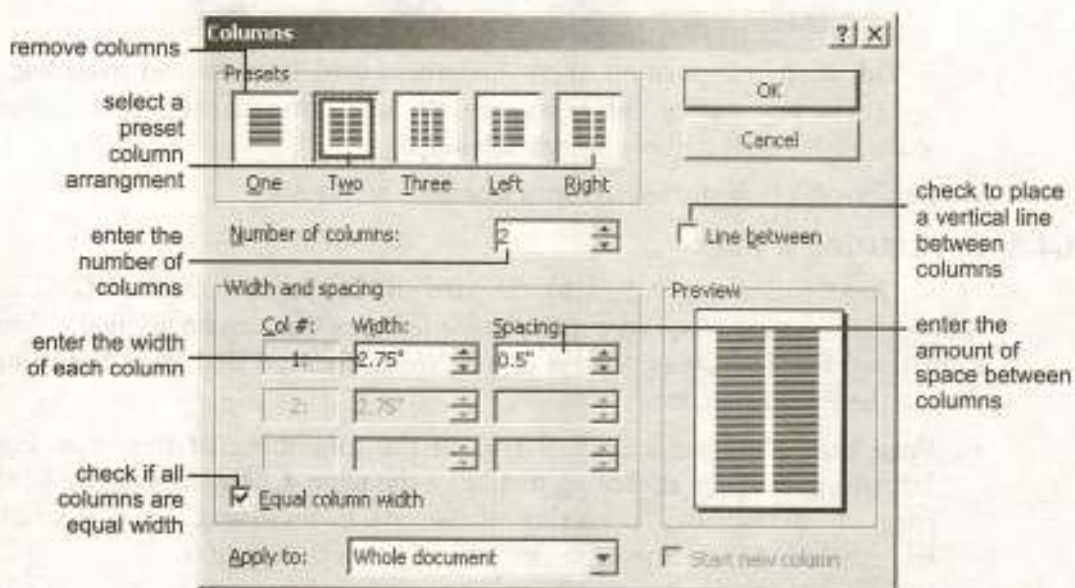 Columns
remove columns
Presets
select a
preset
column
arrangment
OK
Cancel
One Two Three Left Right
Number of columns: 2
Line between
check to place
a vertical line
between
columns
enter the
number of
columns
Width and spacing
Preview
Col #: Width: Spacing:
1: 2.75" 0.5"
2: 2.75"
enter the width
of each column
enter the
amount of
space between
columns
check if all
columns are
equal width
Equal column width
Apply to: Whole document
Start new column